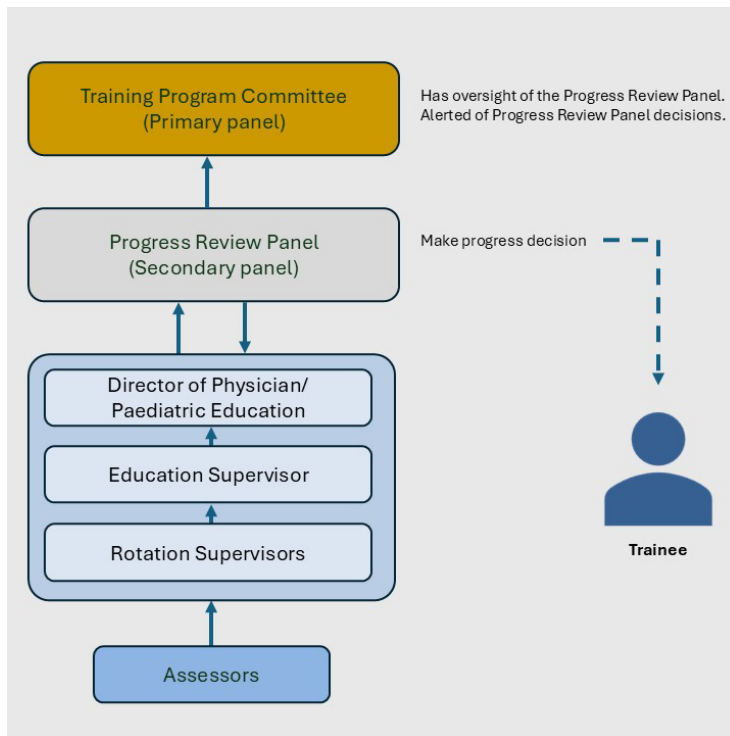 Training Program Committee
(Primary panel)
Has oversight of the Progress Review Panel.
Alerted of Progress Review Panel decisions.
Progress Review Panel
(Secondary panel)
Make progress decision
Director of Physician/
Paediatric Education
Education Supervisor
Rotation Supervisors
Trainee
Assessors